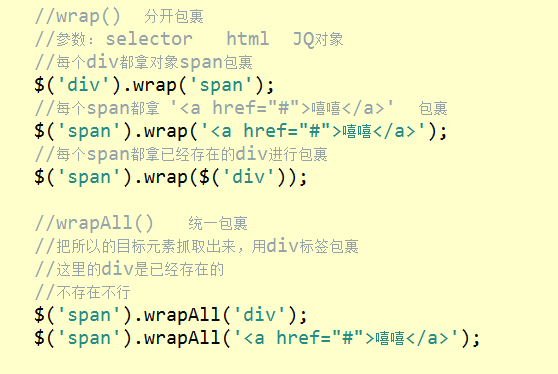 //wrap()  分开包裹
//参数: selector   html  JQ对象
//每个div都拿对象span包裹
$('div').wrap('span');
//每个span都拿 '<a href="#">嘻嘻</a>'  包裹
$('span').wrap('<a href="#">嘻嘻</a>');
//每个span都拿已经存在的div进行包裹
$('span').wrap($('div'));
//wrapAll()   统一包裹
//把所以的目标元素抓取出来，用div标签包裹
//这里的div是已经存在的
//不存在不行
$('span').wrapAll('div');
$('span').wrapAll('<a href="#">嘻嘻</a>');